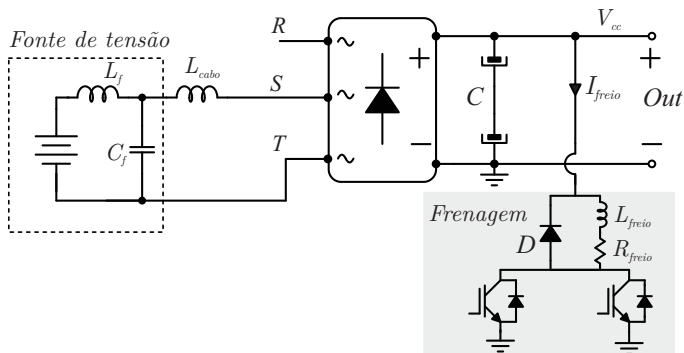 Fonte de tensão
L_f
C_f
L_cabo
R
S
T
+
−
C
V_cc
I_freio
+
Out
−
Frenagem
D
L_freio
R_freio